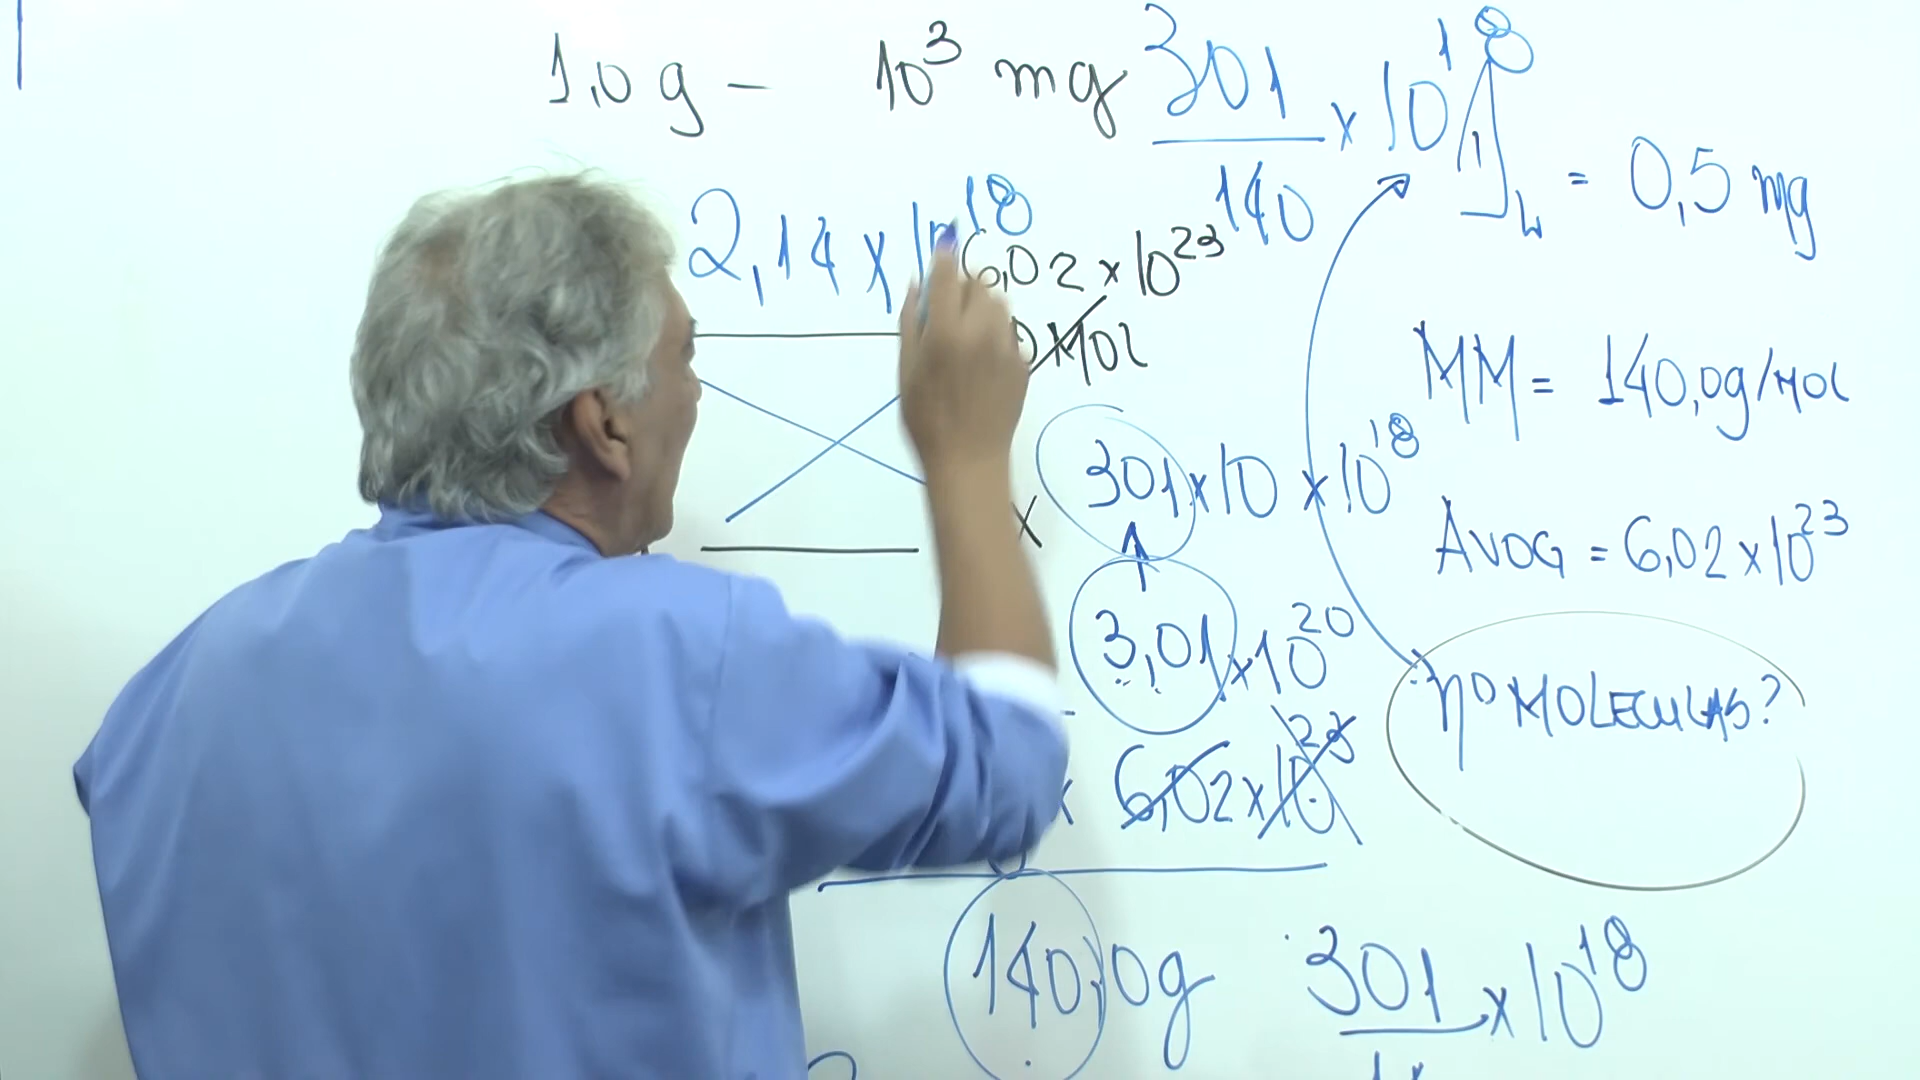 1,0 g - 10³ mg
301 / 140 x 10¹⁸
= 0,5 mg
2,14 x 10¹⁸
6,02 x 10²³
MOL
MM = 140,0g/MOL
301 x 10 x 10¹⁸
x
AVOG = 6,02 x 10²³
3,01 x 10²⁰
nº MOLECULAS?
x 6,02 x 10²³
140,0g
301 x 10¹⁸